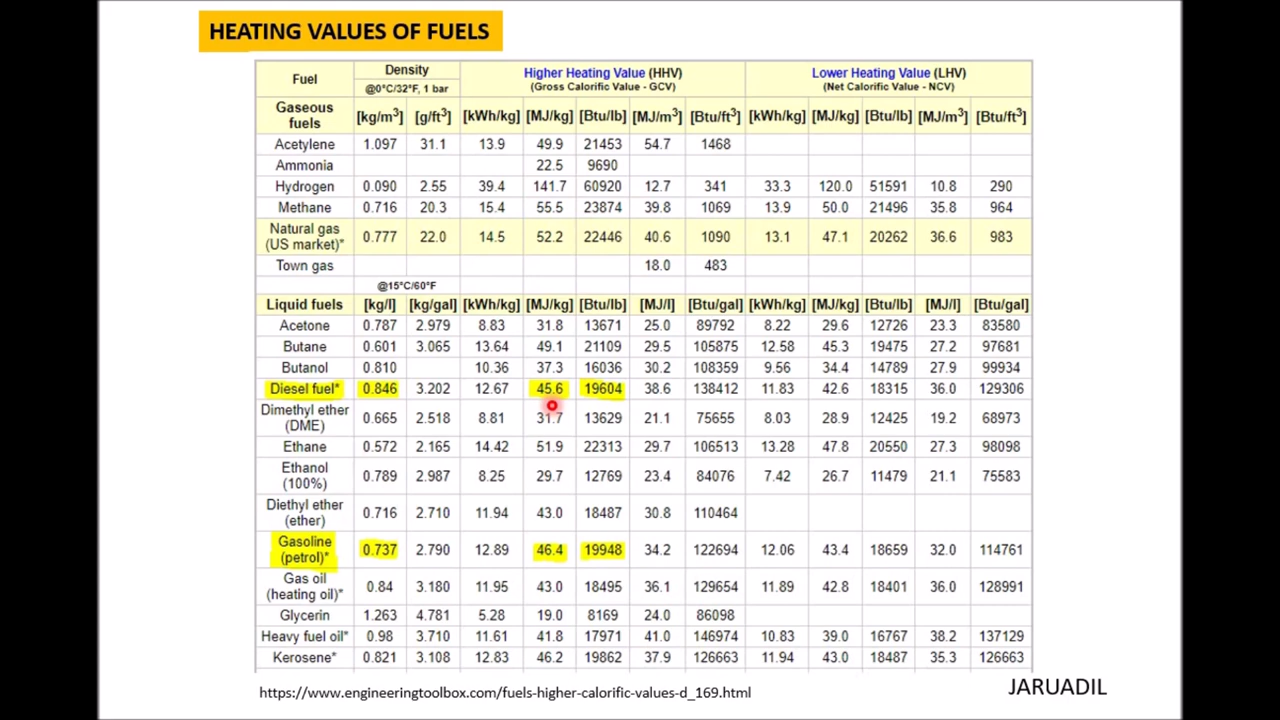 HEATING VALUES OF FUELS
Fuel Density Higher Heating Value (HHV) Lower Heating Value (LHV)
@0°C/32°F, 1 bar (Gross Calorific Value - GCV) (Net Calorific Value - NCV)
Gaseous fuels [kg/m³] [g/ft³] [kWh/kg] [MJ/kg] [Btu/lb] [MJ/m³] [Btu/ft³] [kWh/kg] [MJ/kg] [Btu/lb] [MJ/m³] [Btu/ft³]
Acetylene 1.097 31.1 13.9 49.9 21453 54.7 1468
Ammonia 22.5 9690
Hydrogen 0.090 2.55 39.4 141.7 60920 12.7 341 33.3 120.0 51591 10.8 290
Methane 0.716 20.3 15.4 55.5 23874 39.8 1069 13.9 50.0 21496 35.8 964
Natural gas (US market)* 0.777 22.0 14.5 52.2 22446 40.6 1090 13.1 47.1 20262 36.6 983
Town gas 18.0 483
@15°C/60°F
Liquid fuels [kg/l] [kg/gal] [kWh/kg] [MJ/kg] [Btu/lb] [MJ/l] [Btu/gal] [kWh/kg] [MJ/kg] [Btu/lb] [MJ/l] [Btu/gal]
Acetone 0.787 2.979 8.83 31.8 13671 25.0 89792 8.22 29.6 12726 23.3 83580
Butane 0.601 3.065 13.64 49.1 21109 29.5 105875 12.58 45.3 19475 27.2 97681
Butanol 0.810 10.36 37.3 16036 30.2 108359 9.56 34.4 14789 27.9 99934
Diesel fuel* 0.846 3.202 12.67 45.6 19604 38.6 138412 11.83 42.6 18315 36.0 129306
Dimethyl ether (DME) 0.665 2.518 8.81 31.7 13629 21.1 75655 8.03 28.9 12425 19.2 68973
Ethane 0.572 2.165 14.42 51.9 22313 29.7 106513 13.28 47.8 20550 27.3 98098
Ethanol (100%) 0.789 2.987 8.25 29.7 12769 23.4 84076 7.42 26.7 11479 21.1 75583
Diethyl ether (ether) 0.716 2.710 11.94 43.0 18487 30.8 110464
Gasoline (petrol)* 0.737 2.790 12.89 46.4 19948 34.2 122694 12.06 43.4 18659 32.0 114761
Gas oil (heating oil)* 0.84 3.180 11.95 43.0 18495 36.1 129654 11.89 42.8 18401 36.0 128991
Glycerin 1.263 4.781 5.28 19.0 8169 24.0 86098
Heavy fuel oil* 0.98 3.710 11.61 41.8 17971 41.0 146974 10.83 39.0 16767 38.2 137129
Kerosene* 0.821 3.108 12.83 46.2 19862 37.9 126663 11.94 43.0 18487 35.3 126663
https://www.engineeringtoolbox.com/fuels-higher-calorific-values-d_169.html
JARUADIL